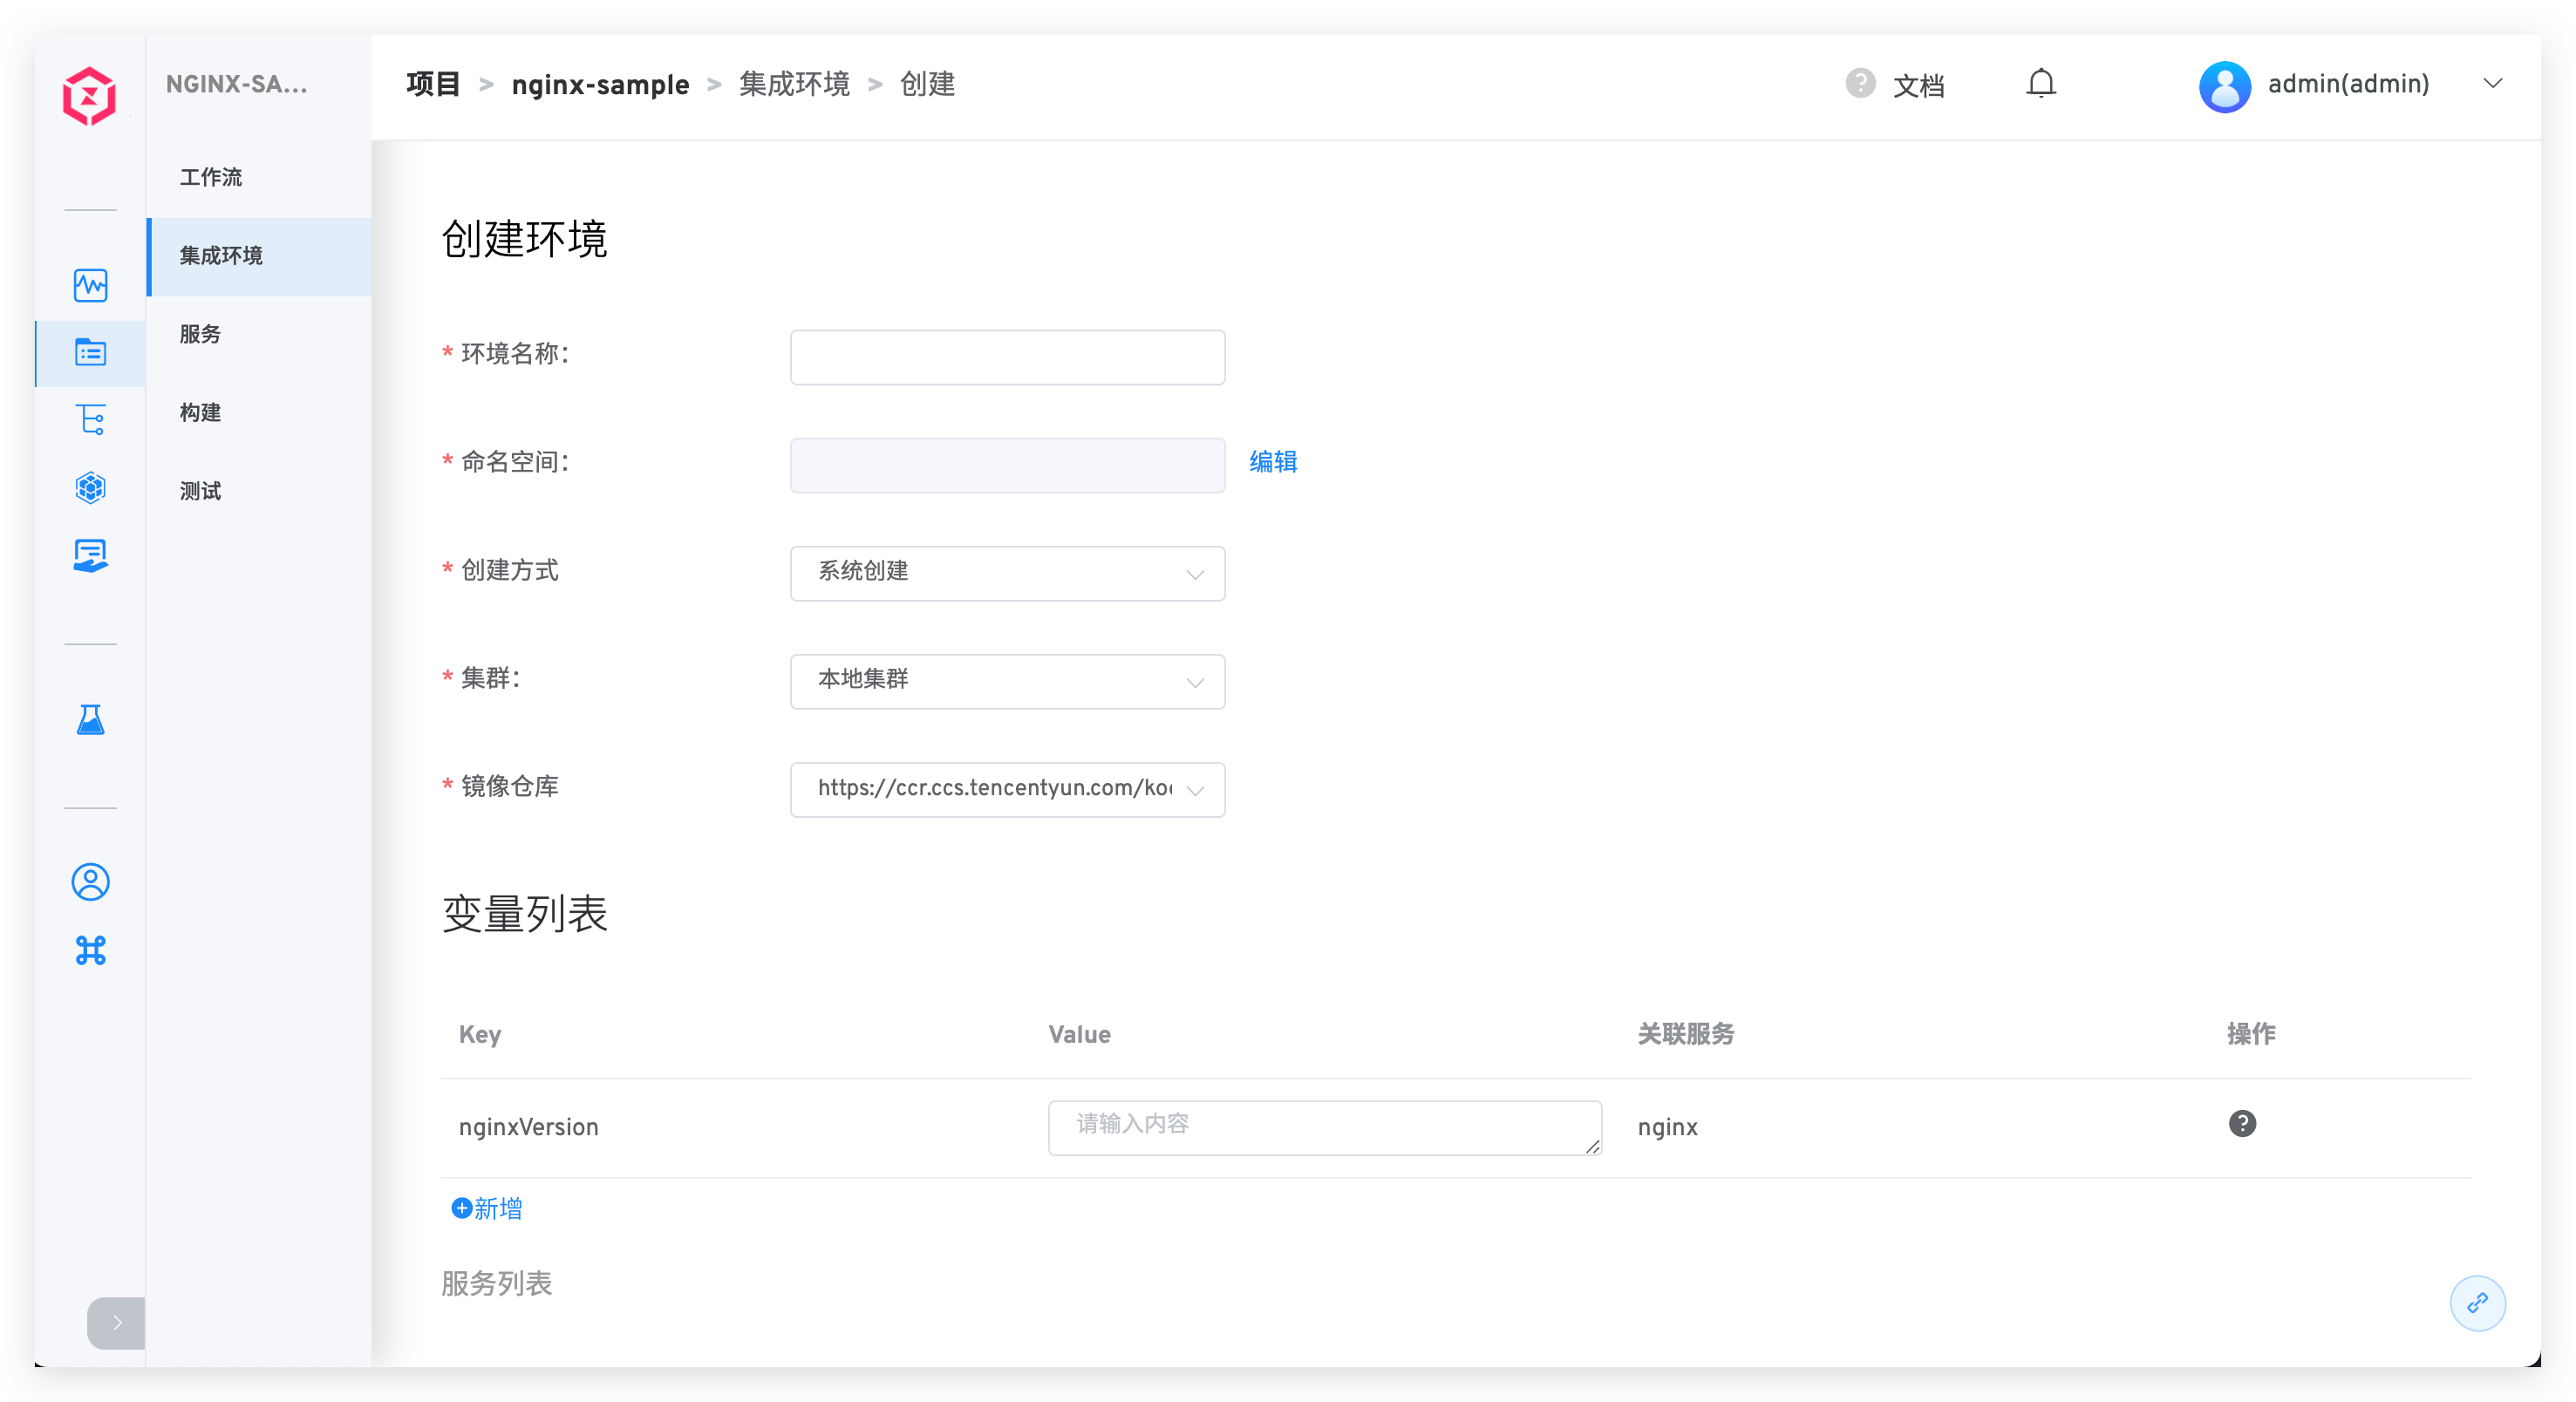 NGINX-SA...
工作流
集成环境
服务
构建
测试
项目 > nginx-sample > 集成环境 > 创建
? 文档
admin(admin)
创建环境
* 环境名称：
* 命名空间：
编辑
* 创建方式
系统创建
* 集群：
本地集群
* 镜像仓库
https://ccr.ccs.tencentyun.com/ko
变量列表
Key Value 关联服务 操作
nginxVersion 请输入内容 nginx ?
新增
服务列表